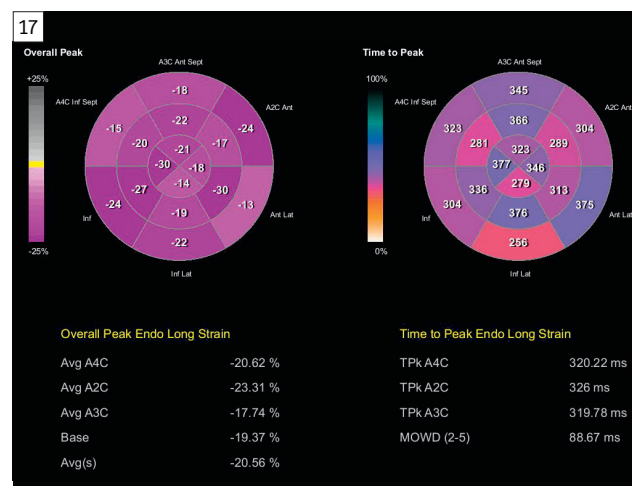 17
Overall Peak
Time to Peak
A3C Ant Sept
A3C Ant Sept
+25%
100%
A4C Inf Sept
A2C Ant
A4C Inf Sept
A2C Ant
-18
-24
-13
-22
-24
-15
-22
-17
-30
-19
-27
-20
-21
-18
-14
-30
345
304
375
256
304
323
366
289
313
376
336
281
323
346
279
377
Inf
Ant Lat
Inf
Ant Lat
-25%
0%
Inf Lat
Inf Lat
Overall Peak Endo Long Strain
Avg A4C -20.62 %
Avg A2C -23.31 %
Avg A3C -17.74 %
Base -19.37 %
Avg(s) -20.56 %
Time to Peak Endo Long Strain
TPk A4C 320.22 ms
TPk A2C 326 ms
TPk A3C 319.78 ms
MOWD (2-5) 88.67 ms